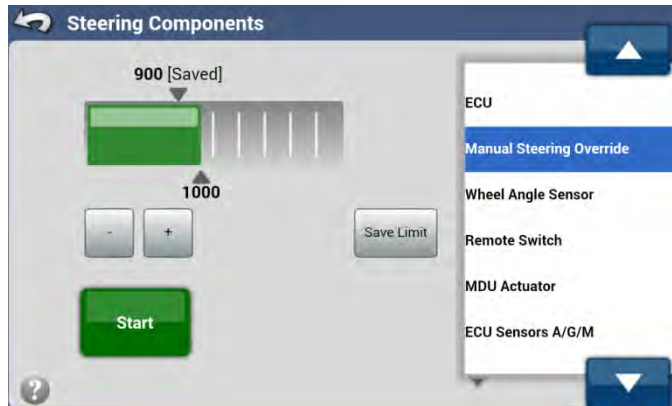 Steering Components
900 [Saved]
1000
-
+
Save Limit
Start
?
ECU
Manual Steering Override
Wheel Angle Sensor
Remote Switch
MDU Actuator
ECU Sensors A/G/M